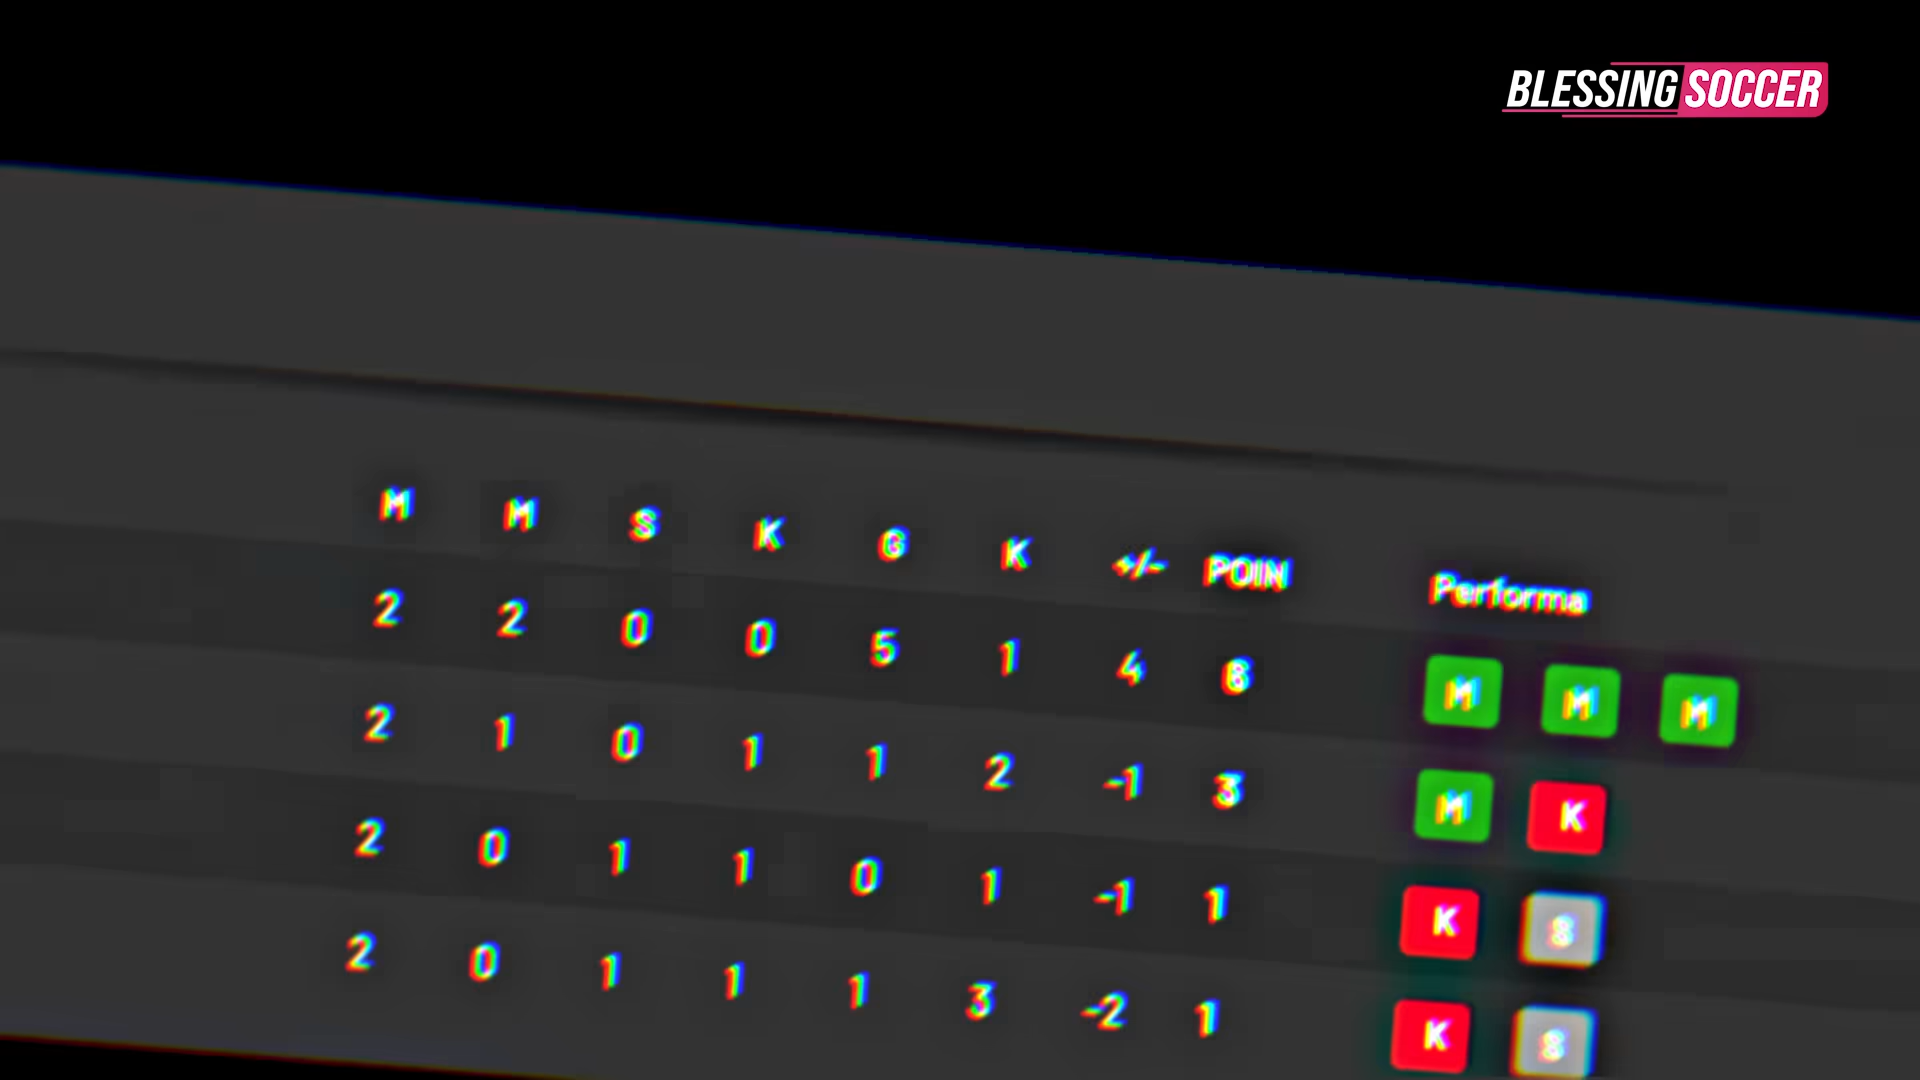 BLESSING SOCCER
M M S K G K +/- POIN Performa
2 2 0 0 5 1 4 6 M M M
2 1 0 1 1 2 -1 3 M K
2 0 1 1 0 1 -1 1 K S
2 0 1 1 1 3 -2 1 K S